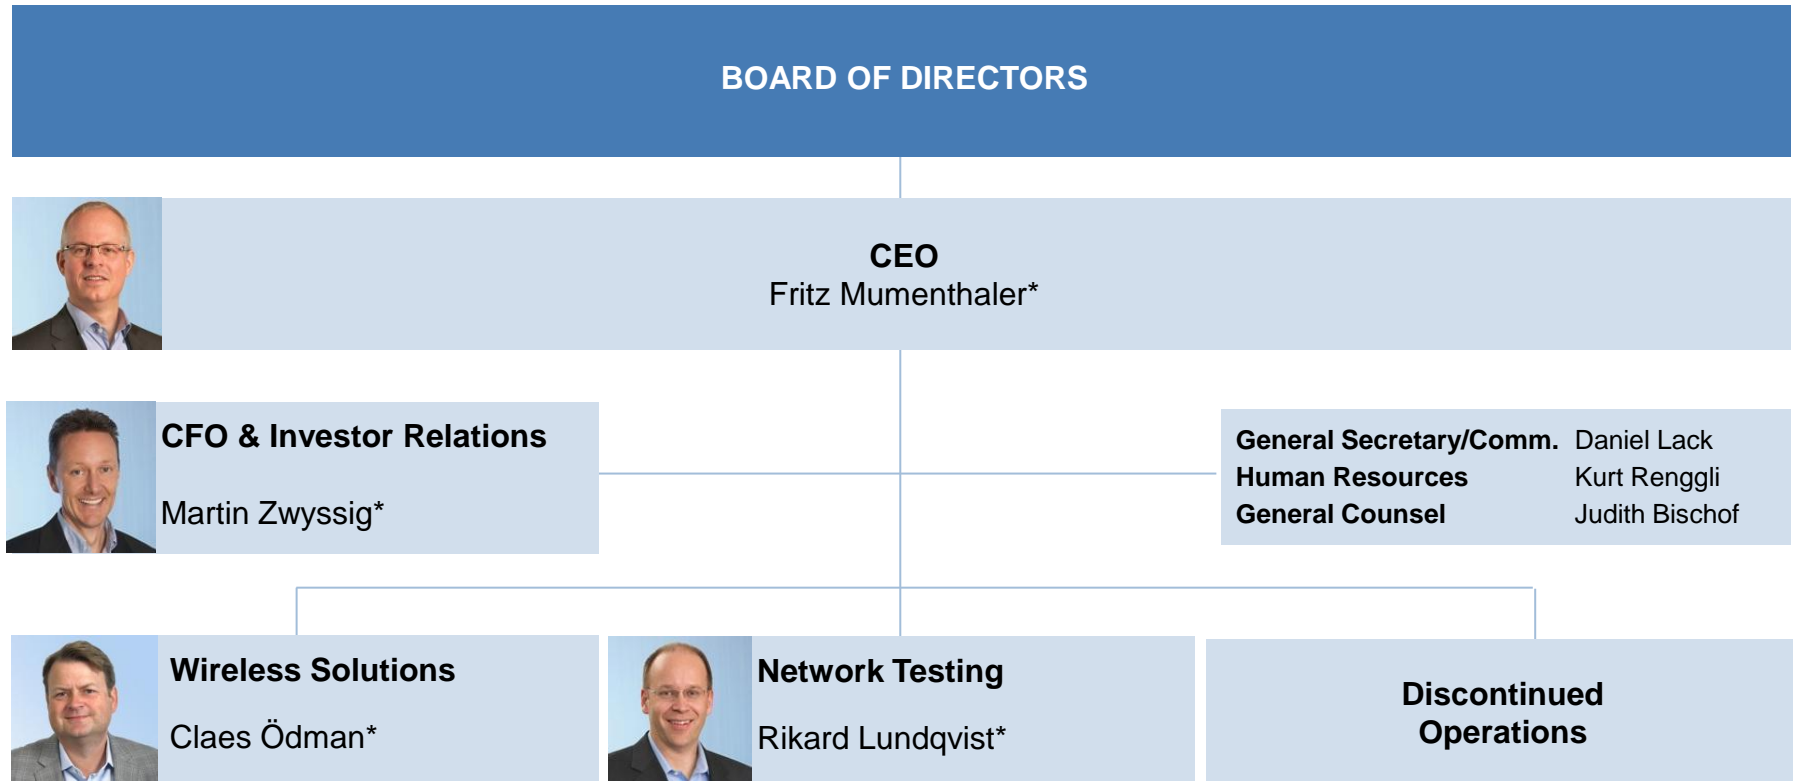 BOARD OF DIRECTORS
CEO
Fritz Mumenthaler*
CFO & Investor Relations
Martin Zwyssig*
General Secretary/Comm. Daniel Lack
Human Resources Kurt Renggli
General Counsel Judith Bischof
Wireless Solutions
Claes Ödman*
Network Testing
Rikard Lundqvist*
Discontinued
Operations